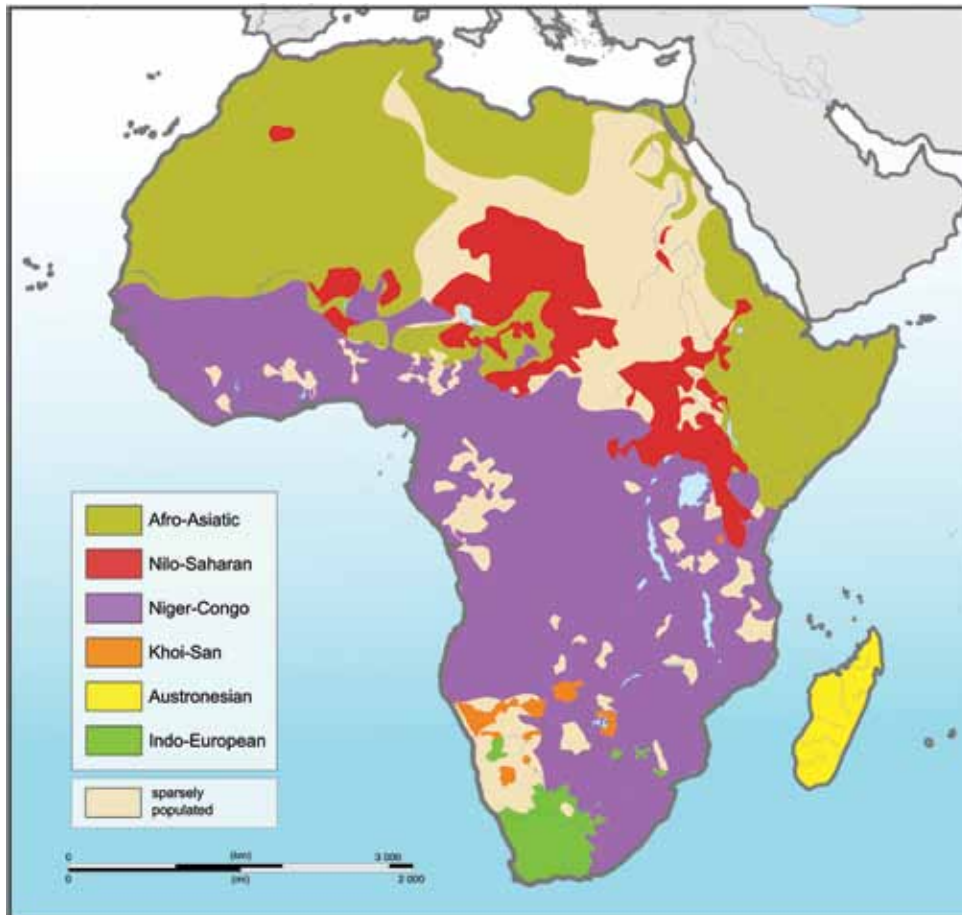 Afro-Asiatic
Nilo-Saharan
Niger-Congo
Khoi-San
Austronesian
Indo-European
sparsely
populated
0 (km) 3 000
0 (mi) 2 000